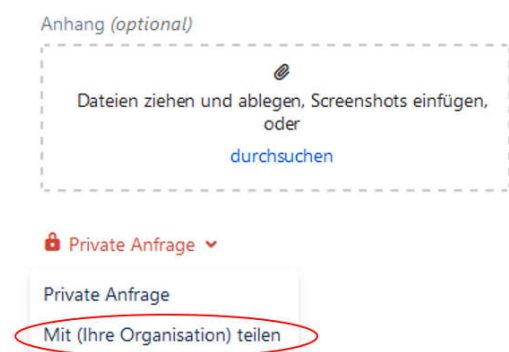 Anhang (optional)
Dateien ziehen und ablegen, Screenshots einfügen,
oder
durchsuchen
Private Anfrage
Private Anfrage
Mit (Ihre Organisation) teilen